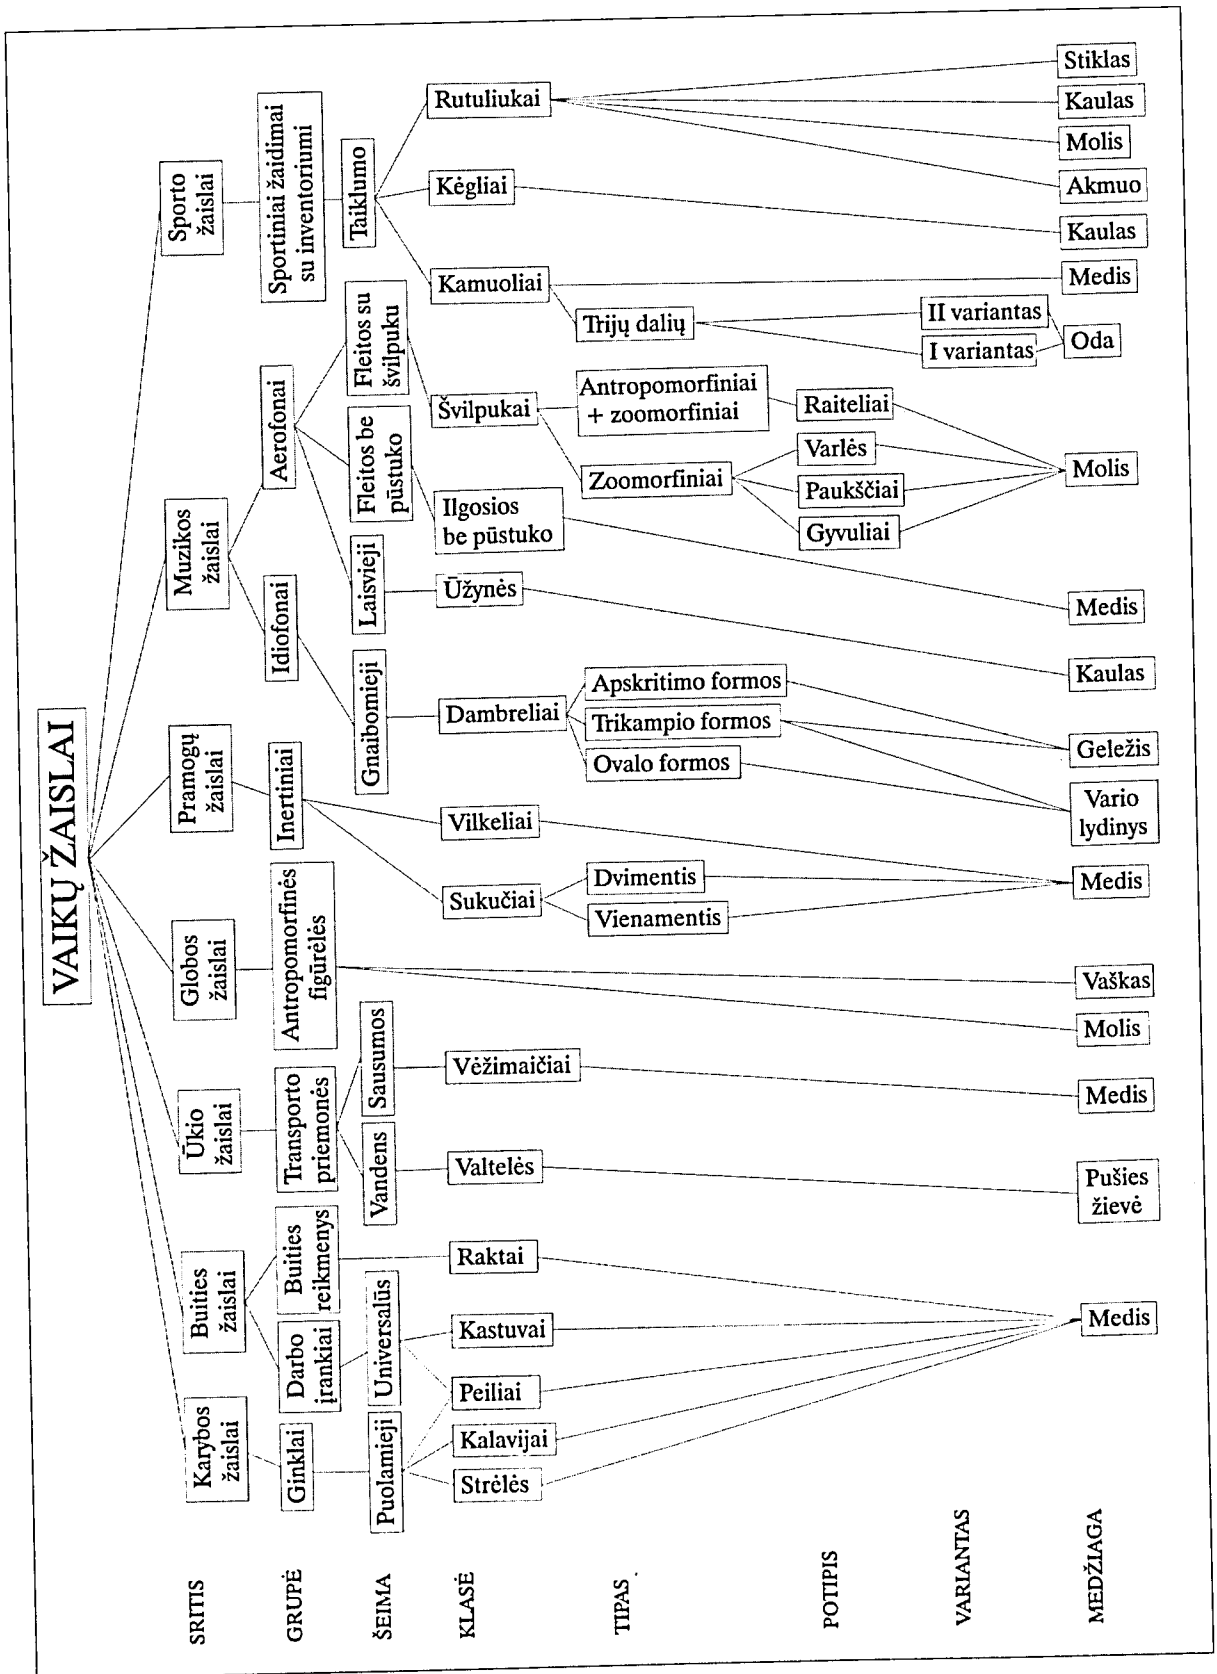 VAIKŲ ŽAISLAI
SRITIS
Karybos
žaislai
Buities
žaislai
Ūkio
žaislai
Globos
žaislai
Pramogų
žaislai
Muzikos
žaislai
Sporto
žaislai
GRUPĖ
Ginklai
Darbo
įrankiai
Buities
reikmenys
Transporto
priemonės
Antropomorfinės
figūrėlės
Inertiniai
Idiofonai
Aerofonai
Sportiniai žaidimai
su inventoriumi
ŠEIMA
Puolamieji
Universalūs
Vandens
Sausumos
Gnaibomieji
Laisvieji
Fleitos be
pūstuko
Fleitos su
švilpuku
Taiklumo
KLASĖ
Strėlės
Kalavijai
Peiliai
Kastuvai
Raktai
Valtelės
Vėžimaičiai
Sukučiai
Vilkeliai
Dambreliai
Ūžynės
Ilgosios
be pūstuko
Švilpukai
Kamuoliai
Kėgliai
Rutuliukai
TIPAS
Vienamentis
Dvimentis
Ovalo formos
Trikampio formos
Apskritimo formos
Zoomorfiniai
Antropomorfiniai
+ zoomorfiniai
Trijų dalių
POTIPIS
Gyvuliai
Paukščiai
Varlės
Raiteliai
VARIANTAS
I variantas
II variantas
MEDŽIAGA
Medis
Pušies
žievė
Medis
Molis
Vaškas
Medis
Vario
lydinys
Geležis
Kaulas
Medis
Molis
Oda
Medis
Kaulas
Akmuo
Molis
Kaulas
Stiklas